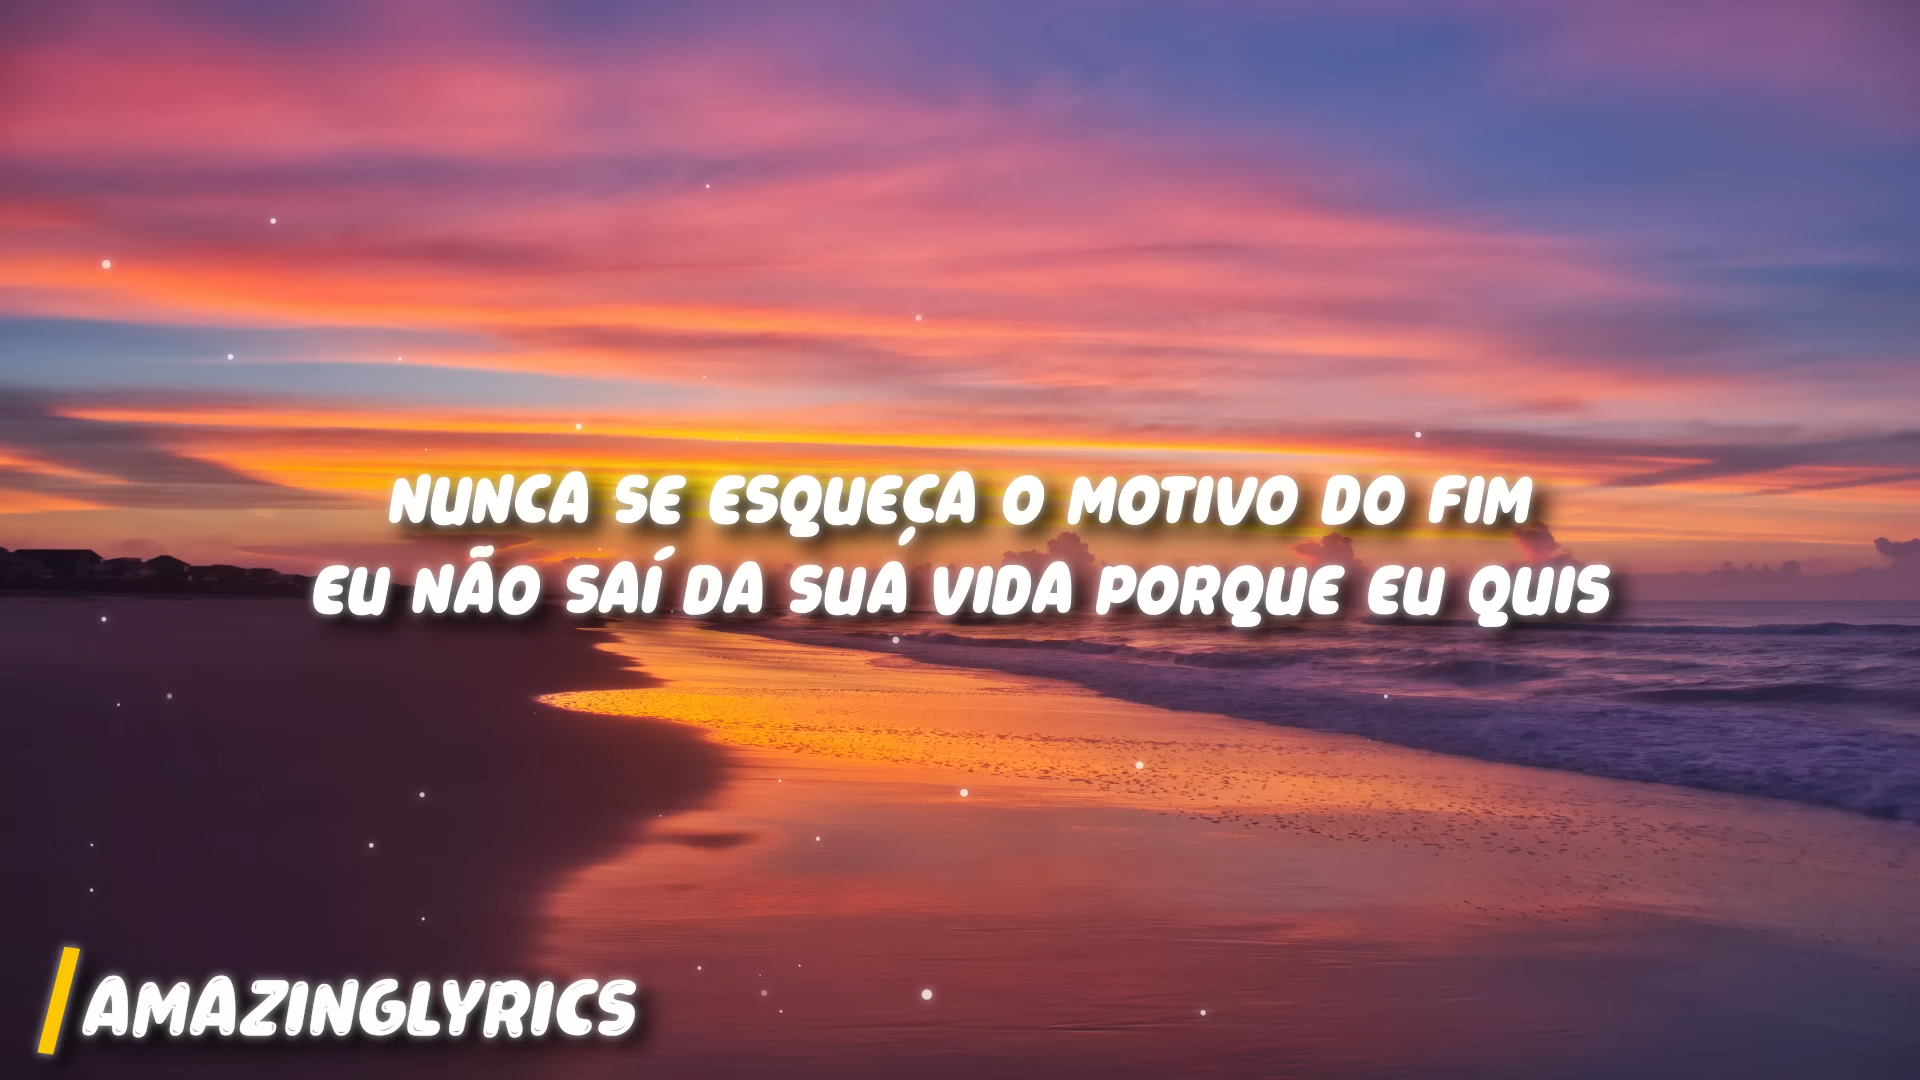 NUNCA SE ESQUEÇA O MOTIVO DO FIM
EU NÃO SAÍ DA SUA VIDA PORQUE EU QUIS
AMAZINGLYRICS